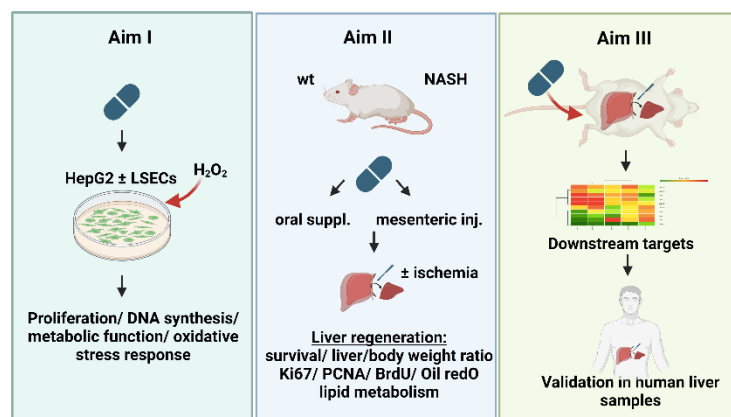 Aim I
HepG2 ± LSECs
H₂O₂
Proliferation/ DNA synthesis/
metabolic function/ oxidative
stress response
Aim II
wt
NASH
oral suppl.
mesenteric inj.
± ischemia
Liver regeneration:
survival/ liver/body weight ratio
Ki67/ PCNA/ BrdU/ Oil redO
lipid metabolism
Aim III
Downstream targets
Validation in human liver
samples